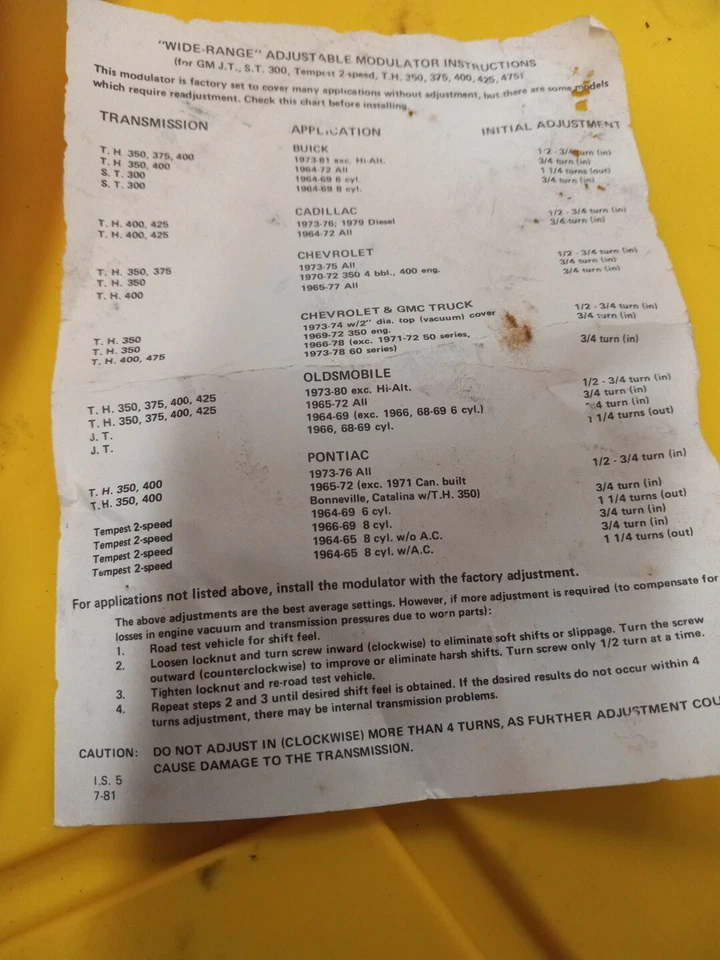 "WIDE-RANGE" ADJUSTABLE MODULATOR INSTRUCTIONS
(for GM J.T., S.T. 300, Tempest 2-speed, T.H. 350, 375, 400, 425, 475)
This modulator is factory set to cover many applications without adjustment, but there are some models
which require readjustment. Check this chart before installing.
TRANSMISSION APPLICATION INITIAL ADJUSTMENT
BUICK
T. H 350, 375, 400 1973-81 exc. Hi-Alt. 1/2 - 3/4 turn (in)
T. H 350, 400 1964-72 All 3/4 turn (in)
S. T. 300 1964-69 6 cyl. 1 1/4 turns (out)
S. T. 300 1964-69 8 cyl. 3/4 turn (in)
CADILLAC
T. H. 400, 425 1973-76; 1979 Diesel 1/2 - 3/4 turn (in)
T. H. 400, 425 1964-72 All 3/4 turn (in)
CHEVROLET
T. H. 350, 375 1973-75 All 1/2 - 3/4 turn (in)
T. H. 350 1970-72 350 4 bbl., 400 eng. 3/4 turn (in)
T. H. 400 1965-77 All 3/4 turn (in)
CHEVROLET & GMC TRUCK
T. H. 350 1973-74 w/2" dia. top (vacuum) cover 1/2 - 3/4 turn (in)
T. H. 350 1969-72 350 eng. 3/4 turn (in)
T. H. 400, 475 1966-78 (exc. 1971-72 50 series, 3/4 turn (in)
1973-78 60 series)
OLDSMOBILE
T. H. 350, 375, 400, 425 1973-80 exc. Hi-Alt. 1/2 - 3/4 turn (in)
T. H. 350, 375, 400, 425 1965-72 All 3/4 turn (in)
J. T. 1964-69 (exc. 1966, 68-69 6 cyl.) 4 turn (in)
J. T. 1966, 68-69 cyl. 1 1/4 turns (out)
PONTIAC
T. H. 350, 400 1973-76 All 1/2 - 3/4 turn (in)
T.H. 350, 400 1965-72 (exc. 1971 Can. built
Bonneville, Catalina w/T.H. 350) 3/4 turn (in)
Tempest 2-speed 1964-69 6 cyl. 1 1/4 turns (out)
Tempest 2-speed 1966-69 8 cyl. 3/4 turn (in)
Tempest 2-speed 1964-65 8 cyl. w/o A.C. 3/4 turn (in)
Tempest 2-speed 1964-65 8 cyl. w/A.C. 1 1/4 turns (out)
For applications not listed above, install the modulator with the factory adjustment.
The above adjustments are the best average settings. However, if more adjustment is required (to compensate for
losses in engine vacuum and transmission pressures due to worn parts):
1. Road test vehicle for shift feel.
2. Loosen locknut and turn screw inward (clockwise) to eliminate soft shifts or slippage. Turn the screw
outward (counterclockwise) to improve or eliminate harsh shifts. Turn screw only 1/2 turn at a time.
3. Tighten locknut and re-road test vehicle.
4. Repeat steps 2 and 3 until desired shift feel is obtained. If the desired results do not occur within 4
turns adjustment, there may be internal transmission problems.
CAUTION: DO NOT ADJUST IN (CLOCKWISE) MORE THAN 4 TURNS, AS FURTHER ADJUSTMENT COU
CAUSE DAMAGE TO THE TRANSMISSION.
I.S. 5
7-81